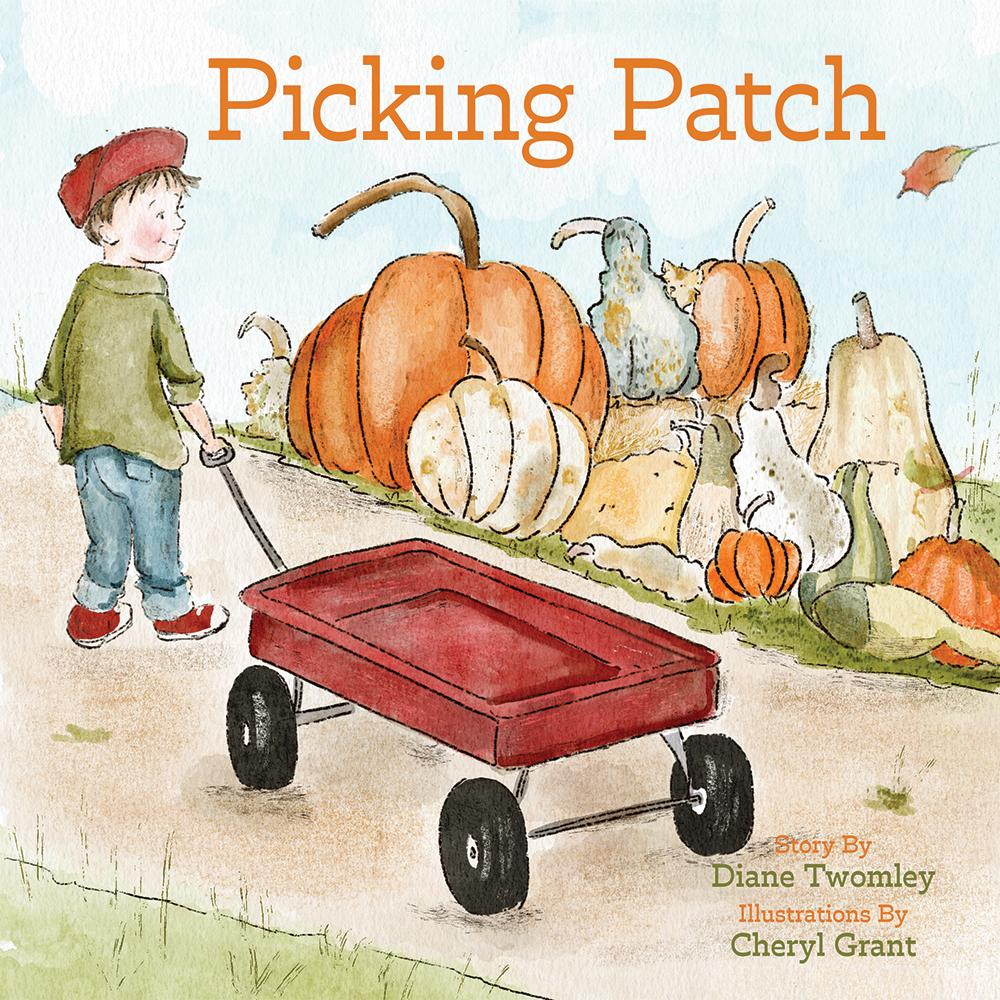 Picking Patch
Story By
Diane Twomley
Illustrations By
Cheryl Grant